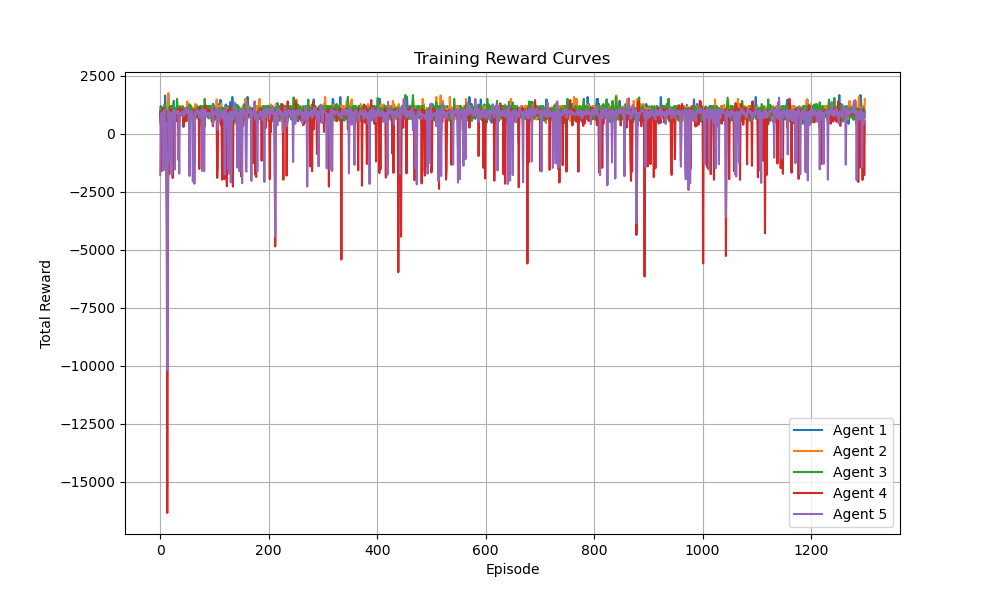 Training Reward Curves
2500
0
−2500
−5000
−7500
−10000
−12500
−15000
Total Reward
0
200
400
600
800
1000
1200
Episode
Agent 1
Agent 2
Agent 3
Agent 4
Agent 5